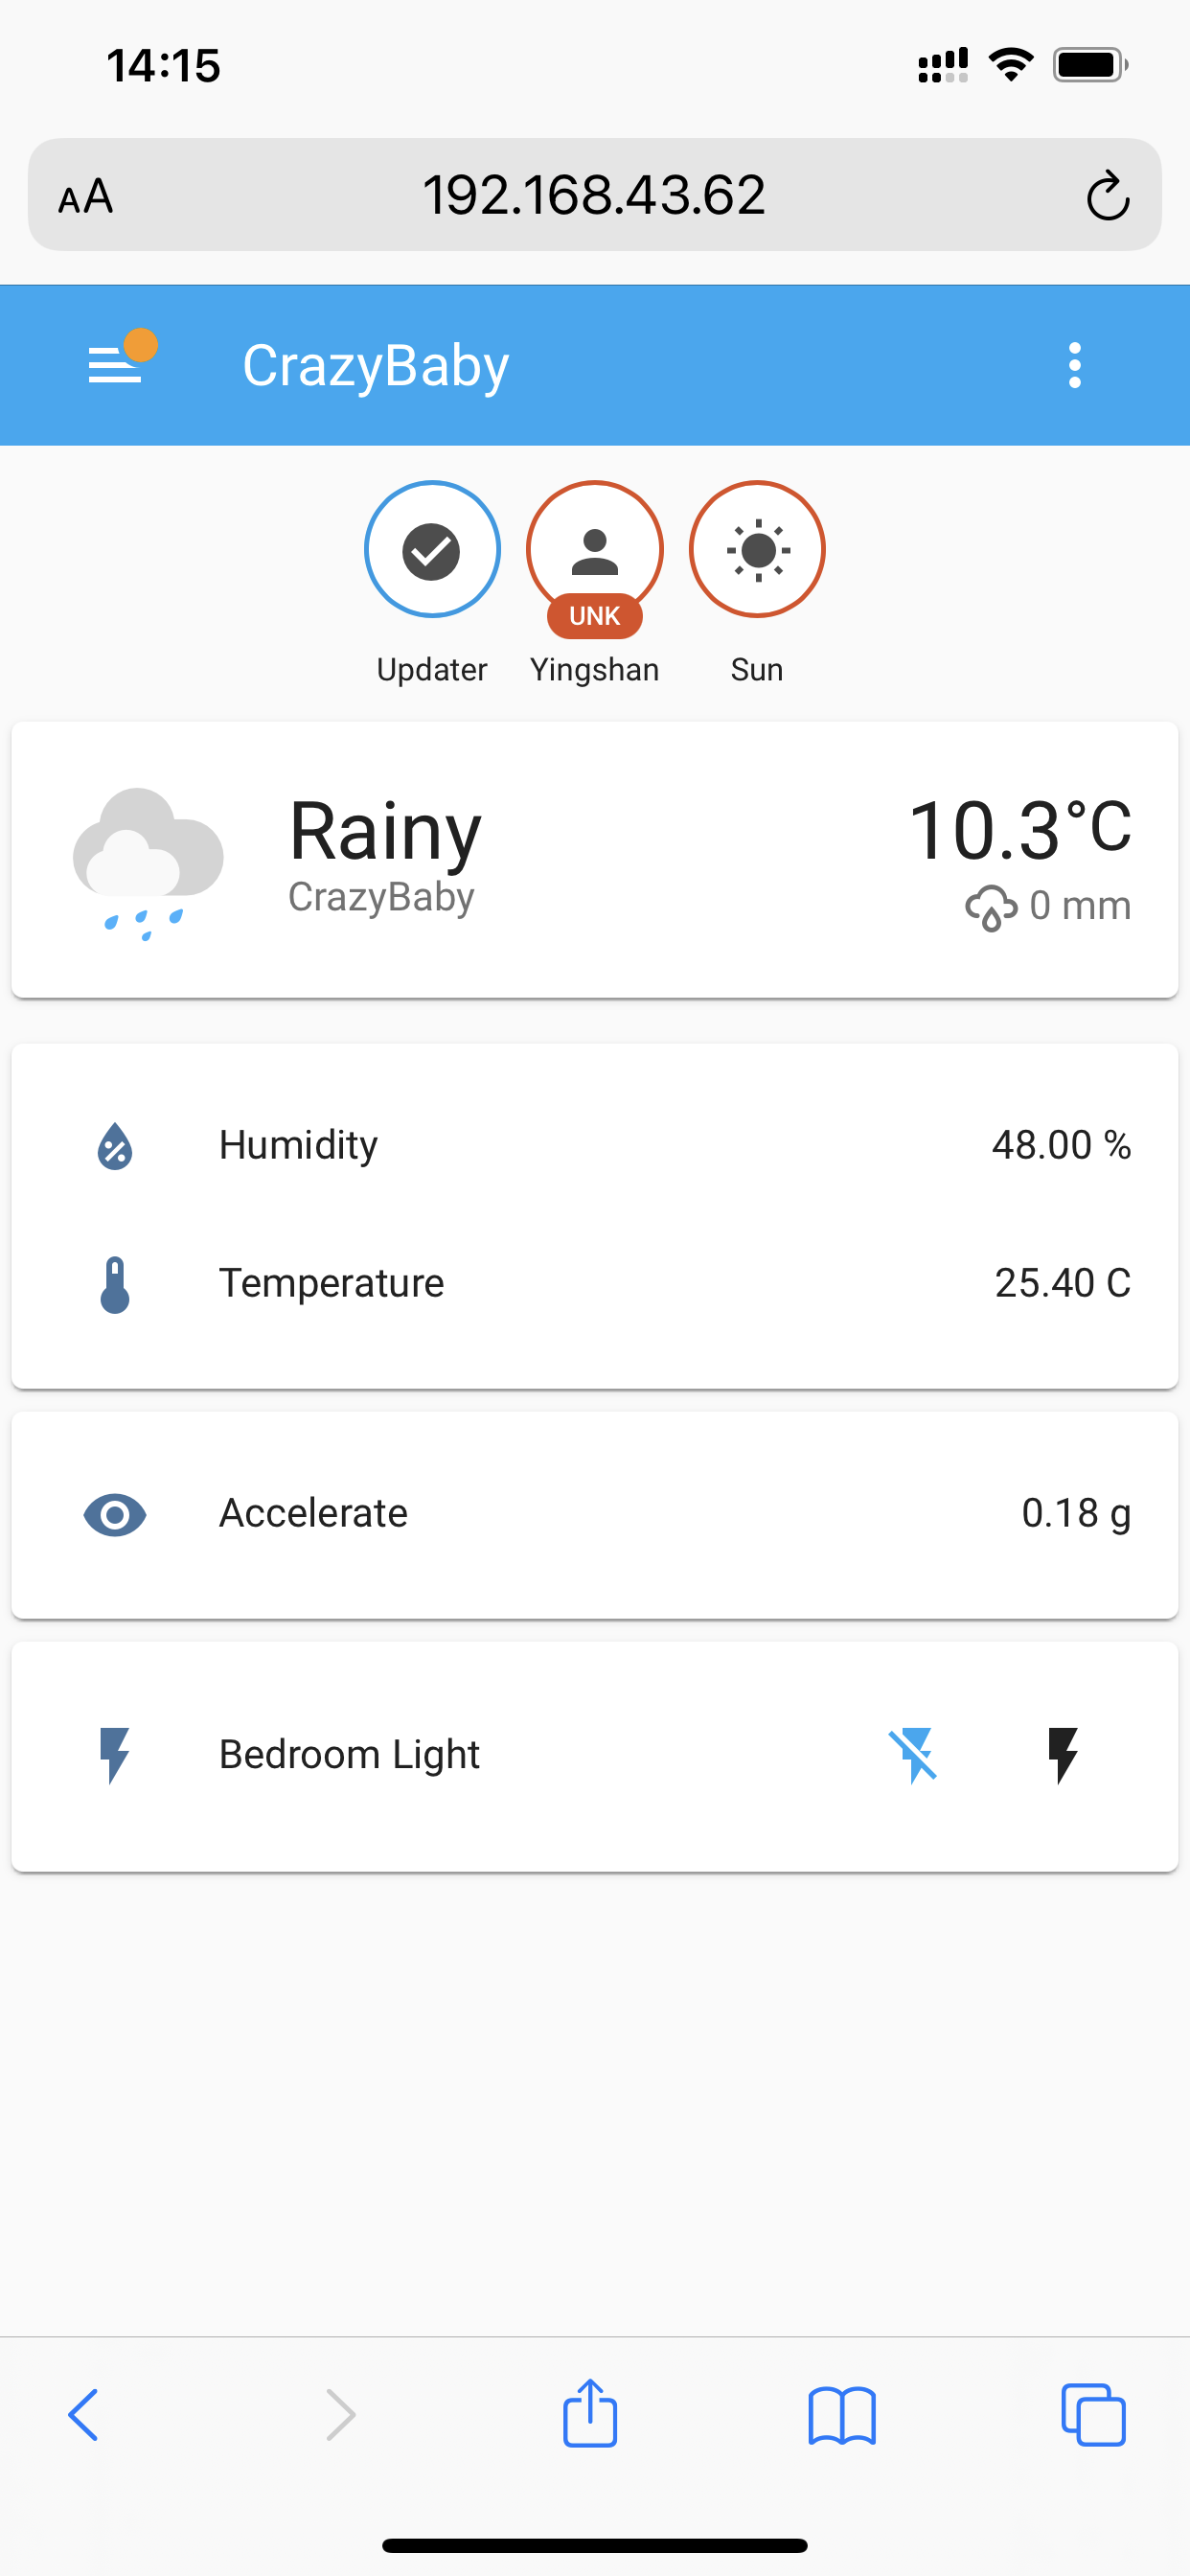 14:15
AA 192.168.43.62
CrazyBaby
UNK
Updater Yingshan Sun
Rainy 10.3°C
CrazyBaby 0 mm
Humidity 48.00 %
Temperature 25.40 C
Accelerate 0.18 g
Bedroom Light